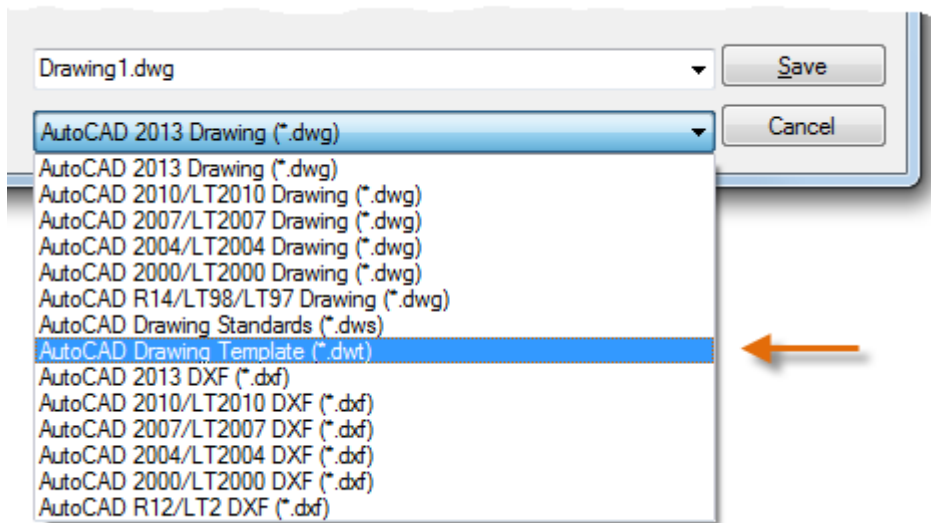 Drawing1.dwg
Save
AutoCAD 2013 Drawing (*.dwg)
Cancel
AutoCAD 2013 Drawing (*.dwg)
AutoCAD 2010/LT2010 Drawing (*.dwg)
AutoCAD 2007/LT2007 Drawing (*.dwg)
AutoCAD 2004/LT2004 Drawing (*.dwg)
AutoCAD 2000/LT2000 Drawing (*.dwg)
AutoCAD R14/LT98/LT97 Drawing (*.dwg)
AutoCAD Drawing Standards (*.dws)
AutoCAD Drawing Template (*.dwt)
AutoCAD 2013 DXF (*.dxf)
AutoCAD 2010/LT2010 DXF (*.dxf)
AutoCAD 2007/LT2007 DXF (*.dxf)
AutoCAD 2004/LT2004 DXF (*.dxf)
AutoCAD 2000/LT2000 DXF (*.dxf)
AutoCAD R12/LT2 DXF (*.dxf)